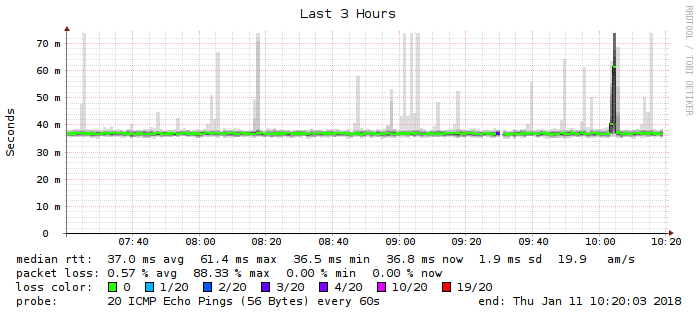 Last 3 Hours
RRDTOOL / TOBI OETIKER
Seconds
70 m
60 m
50 m
40 m
30 m
20 m
10 m
0
07:40 08:00 08:20 08:40 09:00 09:20 09:40 10:00 10:20
median rtt: 37.0 ms avg 61.4 ms max 36.5 ms min 36.8 ms now 1.9 ms sd 19.9 am/s
packet loss: 0.57 % avg 88.33 % max 0.00 % min 0.00 % now
loss color: 0 1/20 2/20 3/20 4/20 10/20 19/20
probe: 20 ICMP Echo Pings (56 Bytes) every 60s end: Thu Jan 11 10:20:03 2018